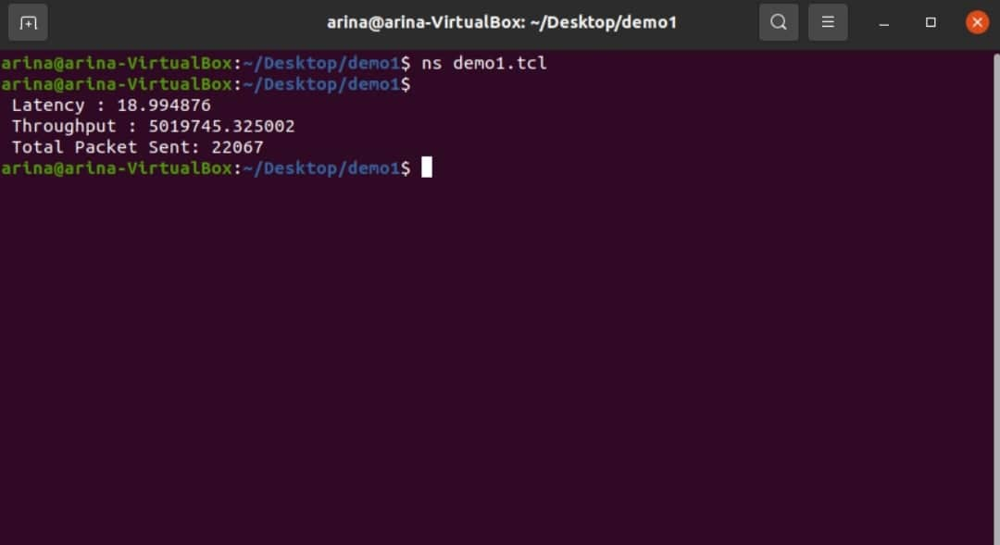 arina@arina-VirtualBox: ~/Desktop/demo1
arina@arina-VirtualBox:~/Desktop/demo1$ ns demo1.tcl
arina@arina-VirtualBox:~/Desktop/demo1$
Latency : 18.994876
Throughput : 5019745.325002
Total Packet Sent: 22067
arina@arina-VirtualBox:~/Desktop/demo1$